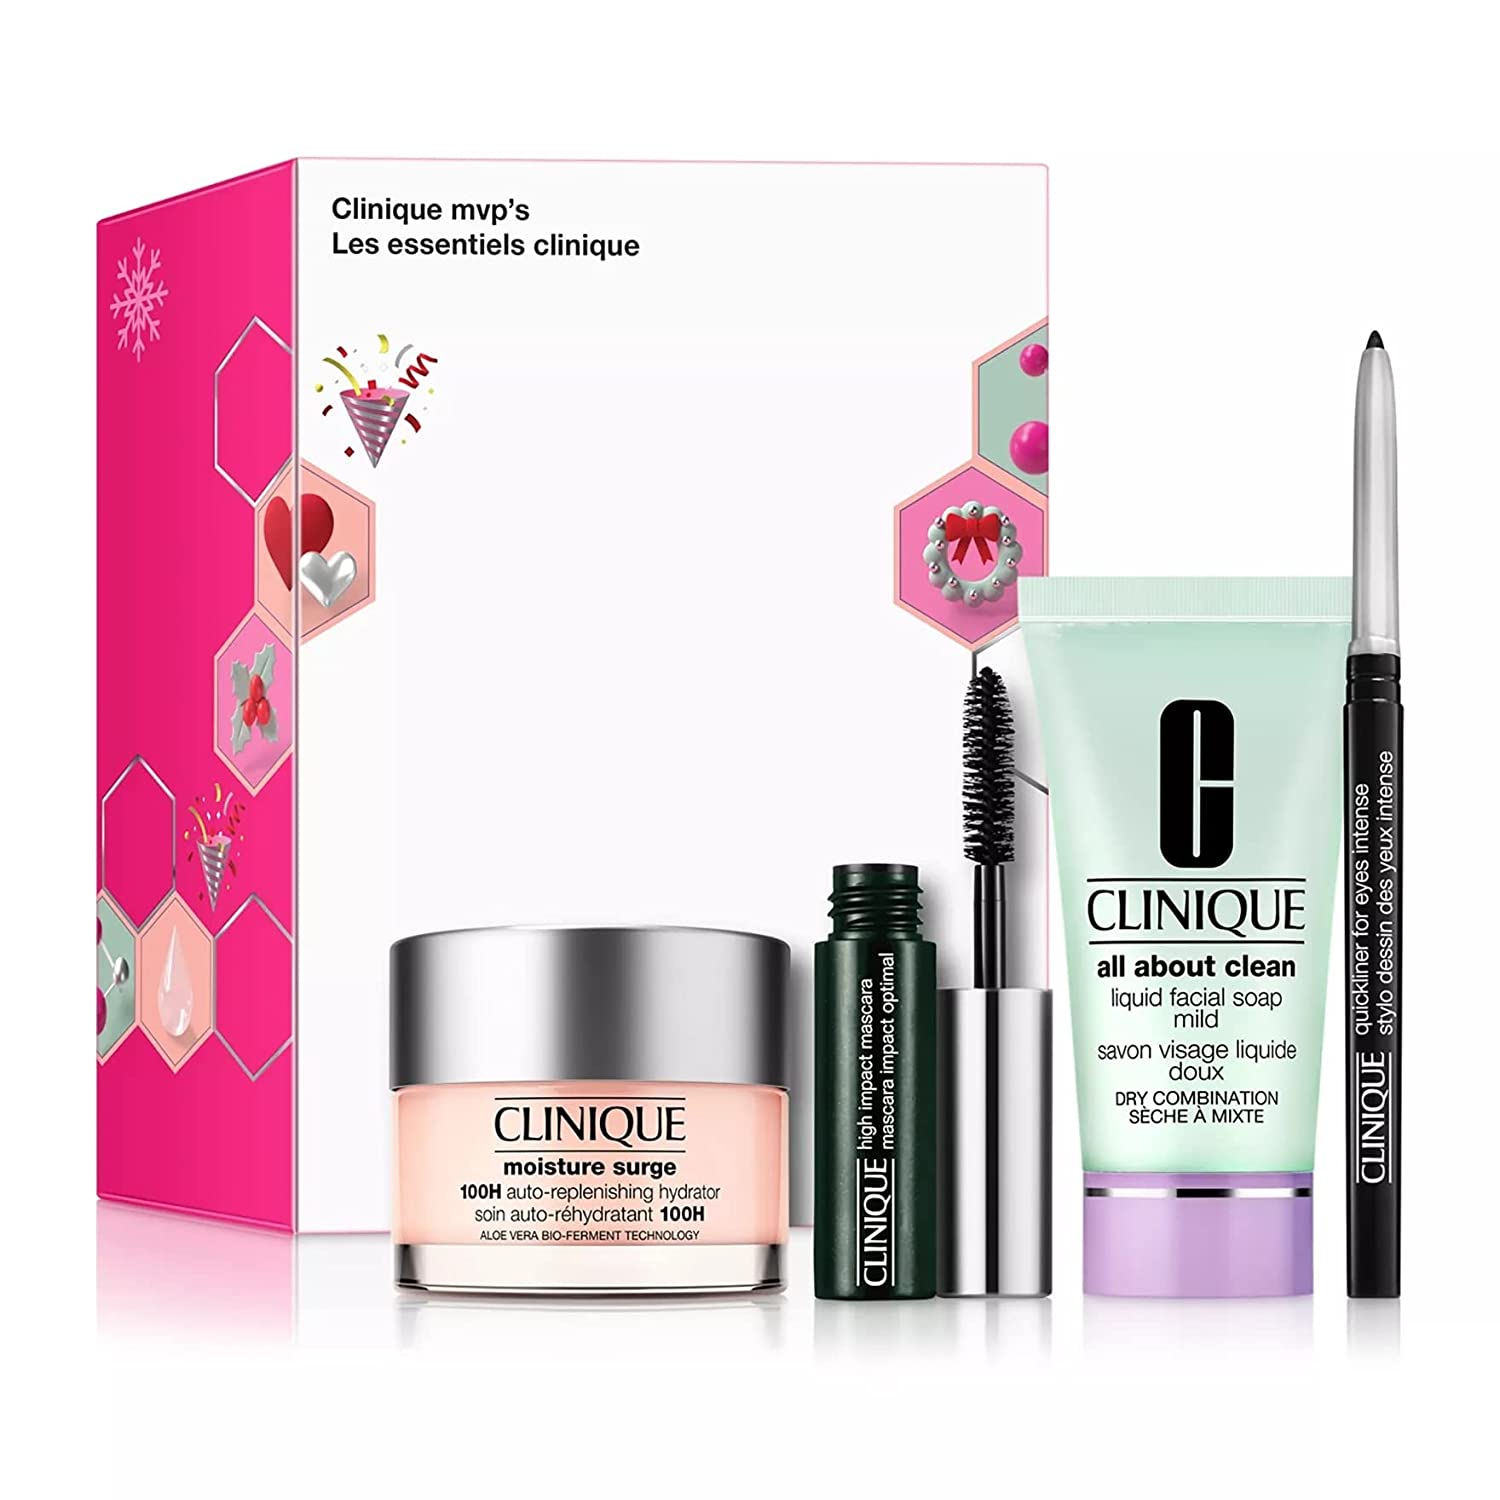 Clinique mvp's
Les essentiels clinique
CLINIQUE
moisture surge
100H auto-replenishing hydrator
soin auto-réhydratant 100H
ALOE VERA BIO-FERMENT TECHNOLOGY
CLINIQUE
high impact mascara
mascara impact optimal
C
CLINIQUE
all about clean
liquid facial soap
mild
savon visage liquide
doux
DRY COMBINATION
SÈCHE À MIXTE
CLINIQUE
quickliner for eyes intense
stylo dessin des yeux intense